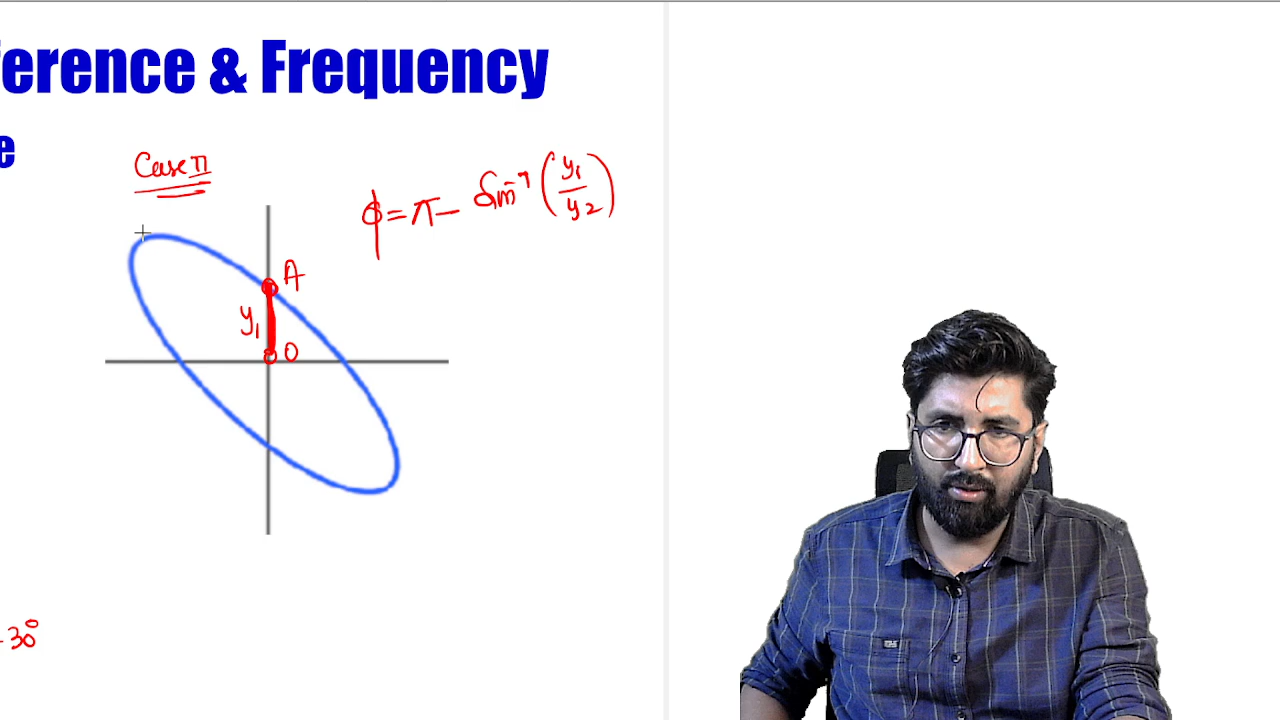 ference & Frequency
e
Case II
φ = π - Sin⁻¹ (y₁/y₂)
A
y₁
O
-30°